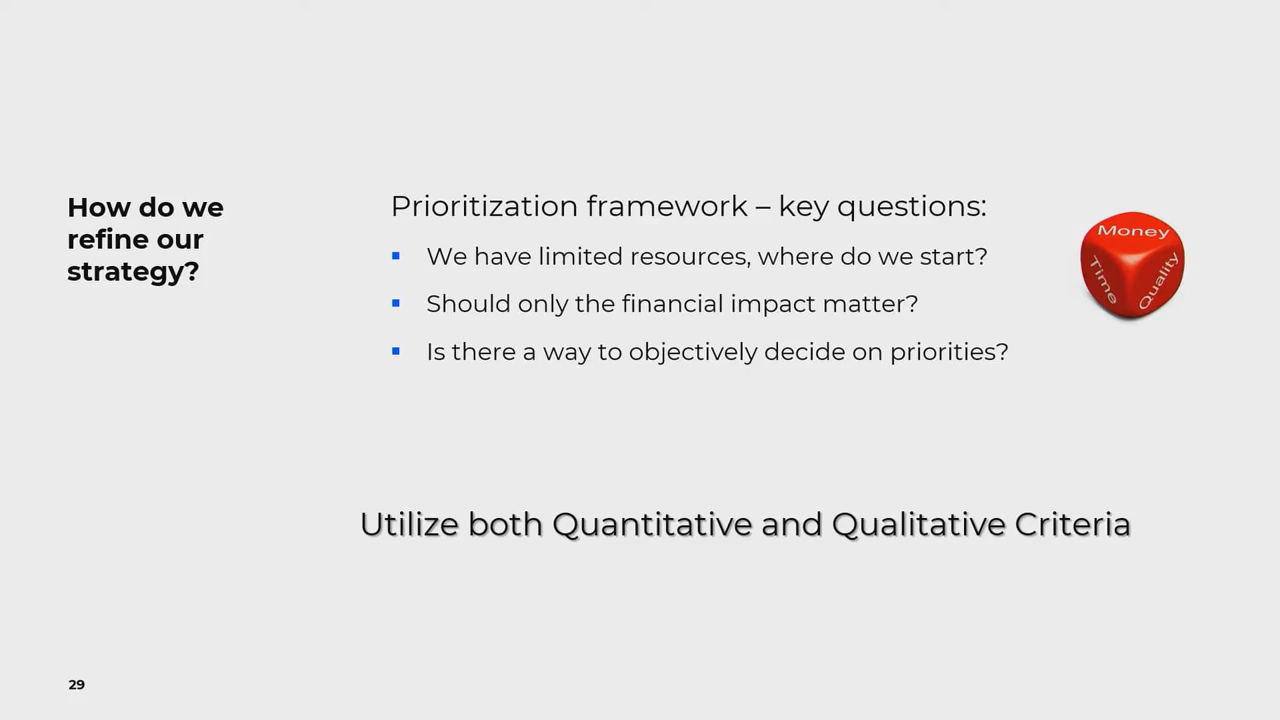 How do we
refine our
strategy?
Prioritization framework – key questions:
▪ We have limited resources, where do we start?
▪ Should only the financial impact matter?
▪ Is there a way to objectively decide on priorities?
Money
Time
Quality
Utilize both Quantitative and Qualitative Criteria
29